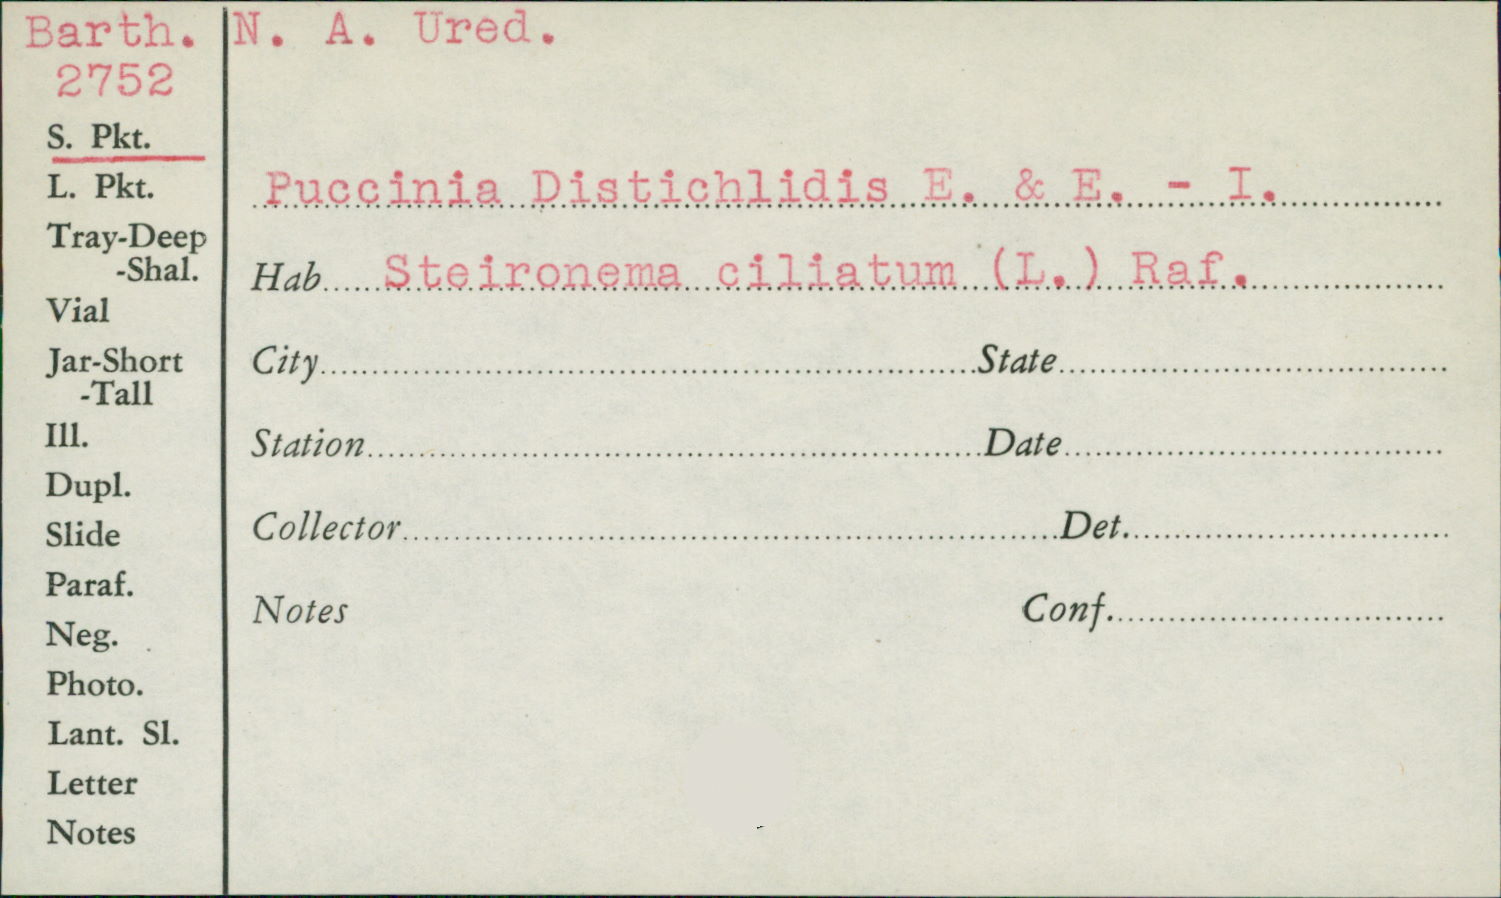 Barth. N. A. Ured.
2752
S. Pkt.
L. Pkt.
Tray-Deep
-Shal.
Vial
Jar-Short
-Tall
Ill.
Dupl.
Slide
Paraf.
Neg.
Photo.
Lant. Sl.
Letter
Notes
Puccinia Distichlidis E. & E. - I.
Hab. Steironema ciliatum (L.) Raf.
City State
Station Date
Collector Det.
Notes Conf.